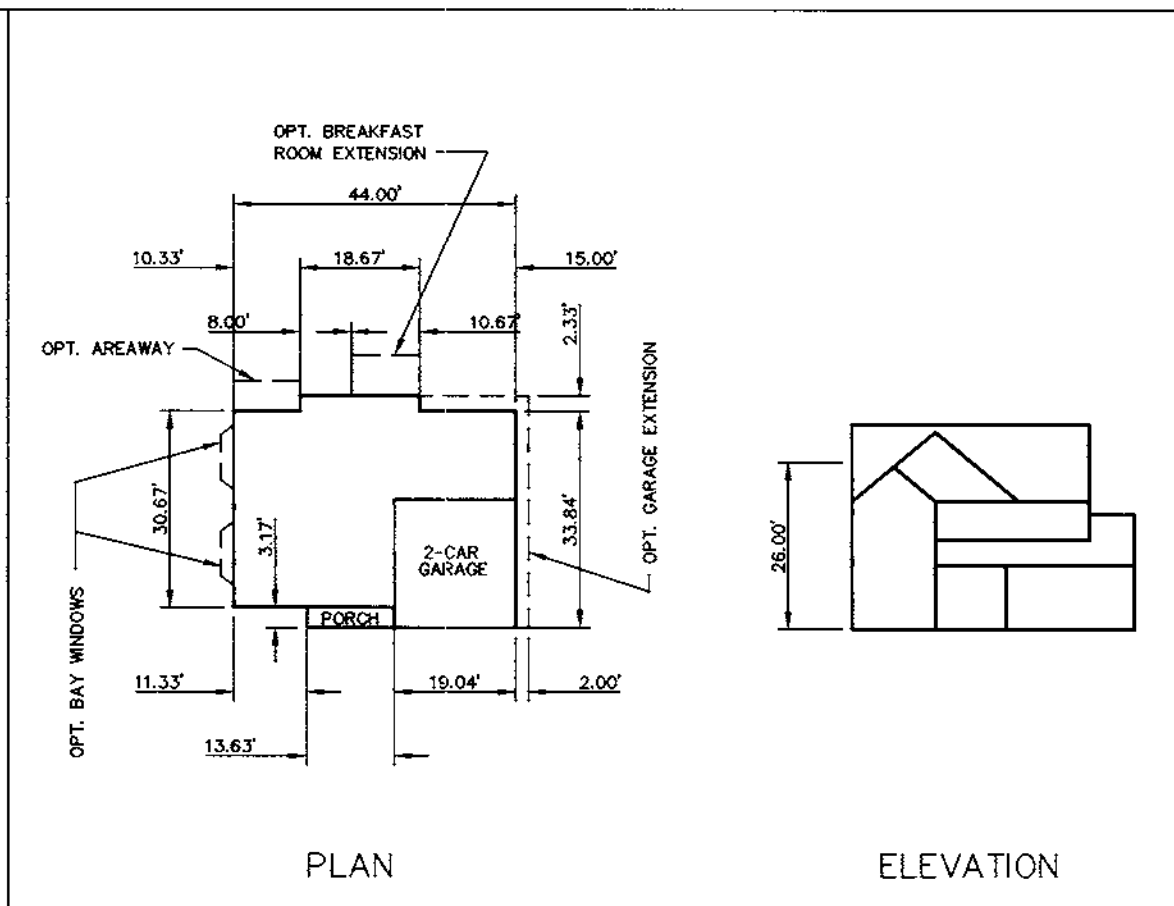 OPT. BREAKFAST
ROOM EXTENSION
44.00'
10.33'
18.67'
15.00'
8.00'
10.67'
2.33'
OPT. AREAWAY
OPT. GARAGE EXTENSION
30.67'
3.17'
33.84'
2-CAR
GARAGE
PORCH
OPT. BAY WINDOWS
11.33'
19.04'
2.00'
13.63'
26.00'
PLAN
ELEVATION